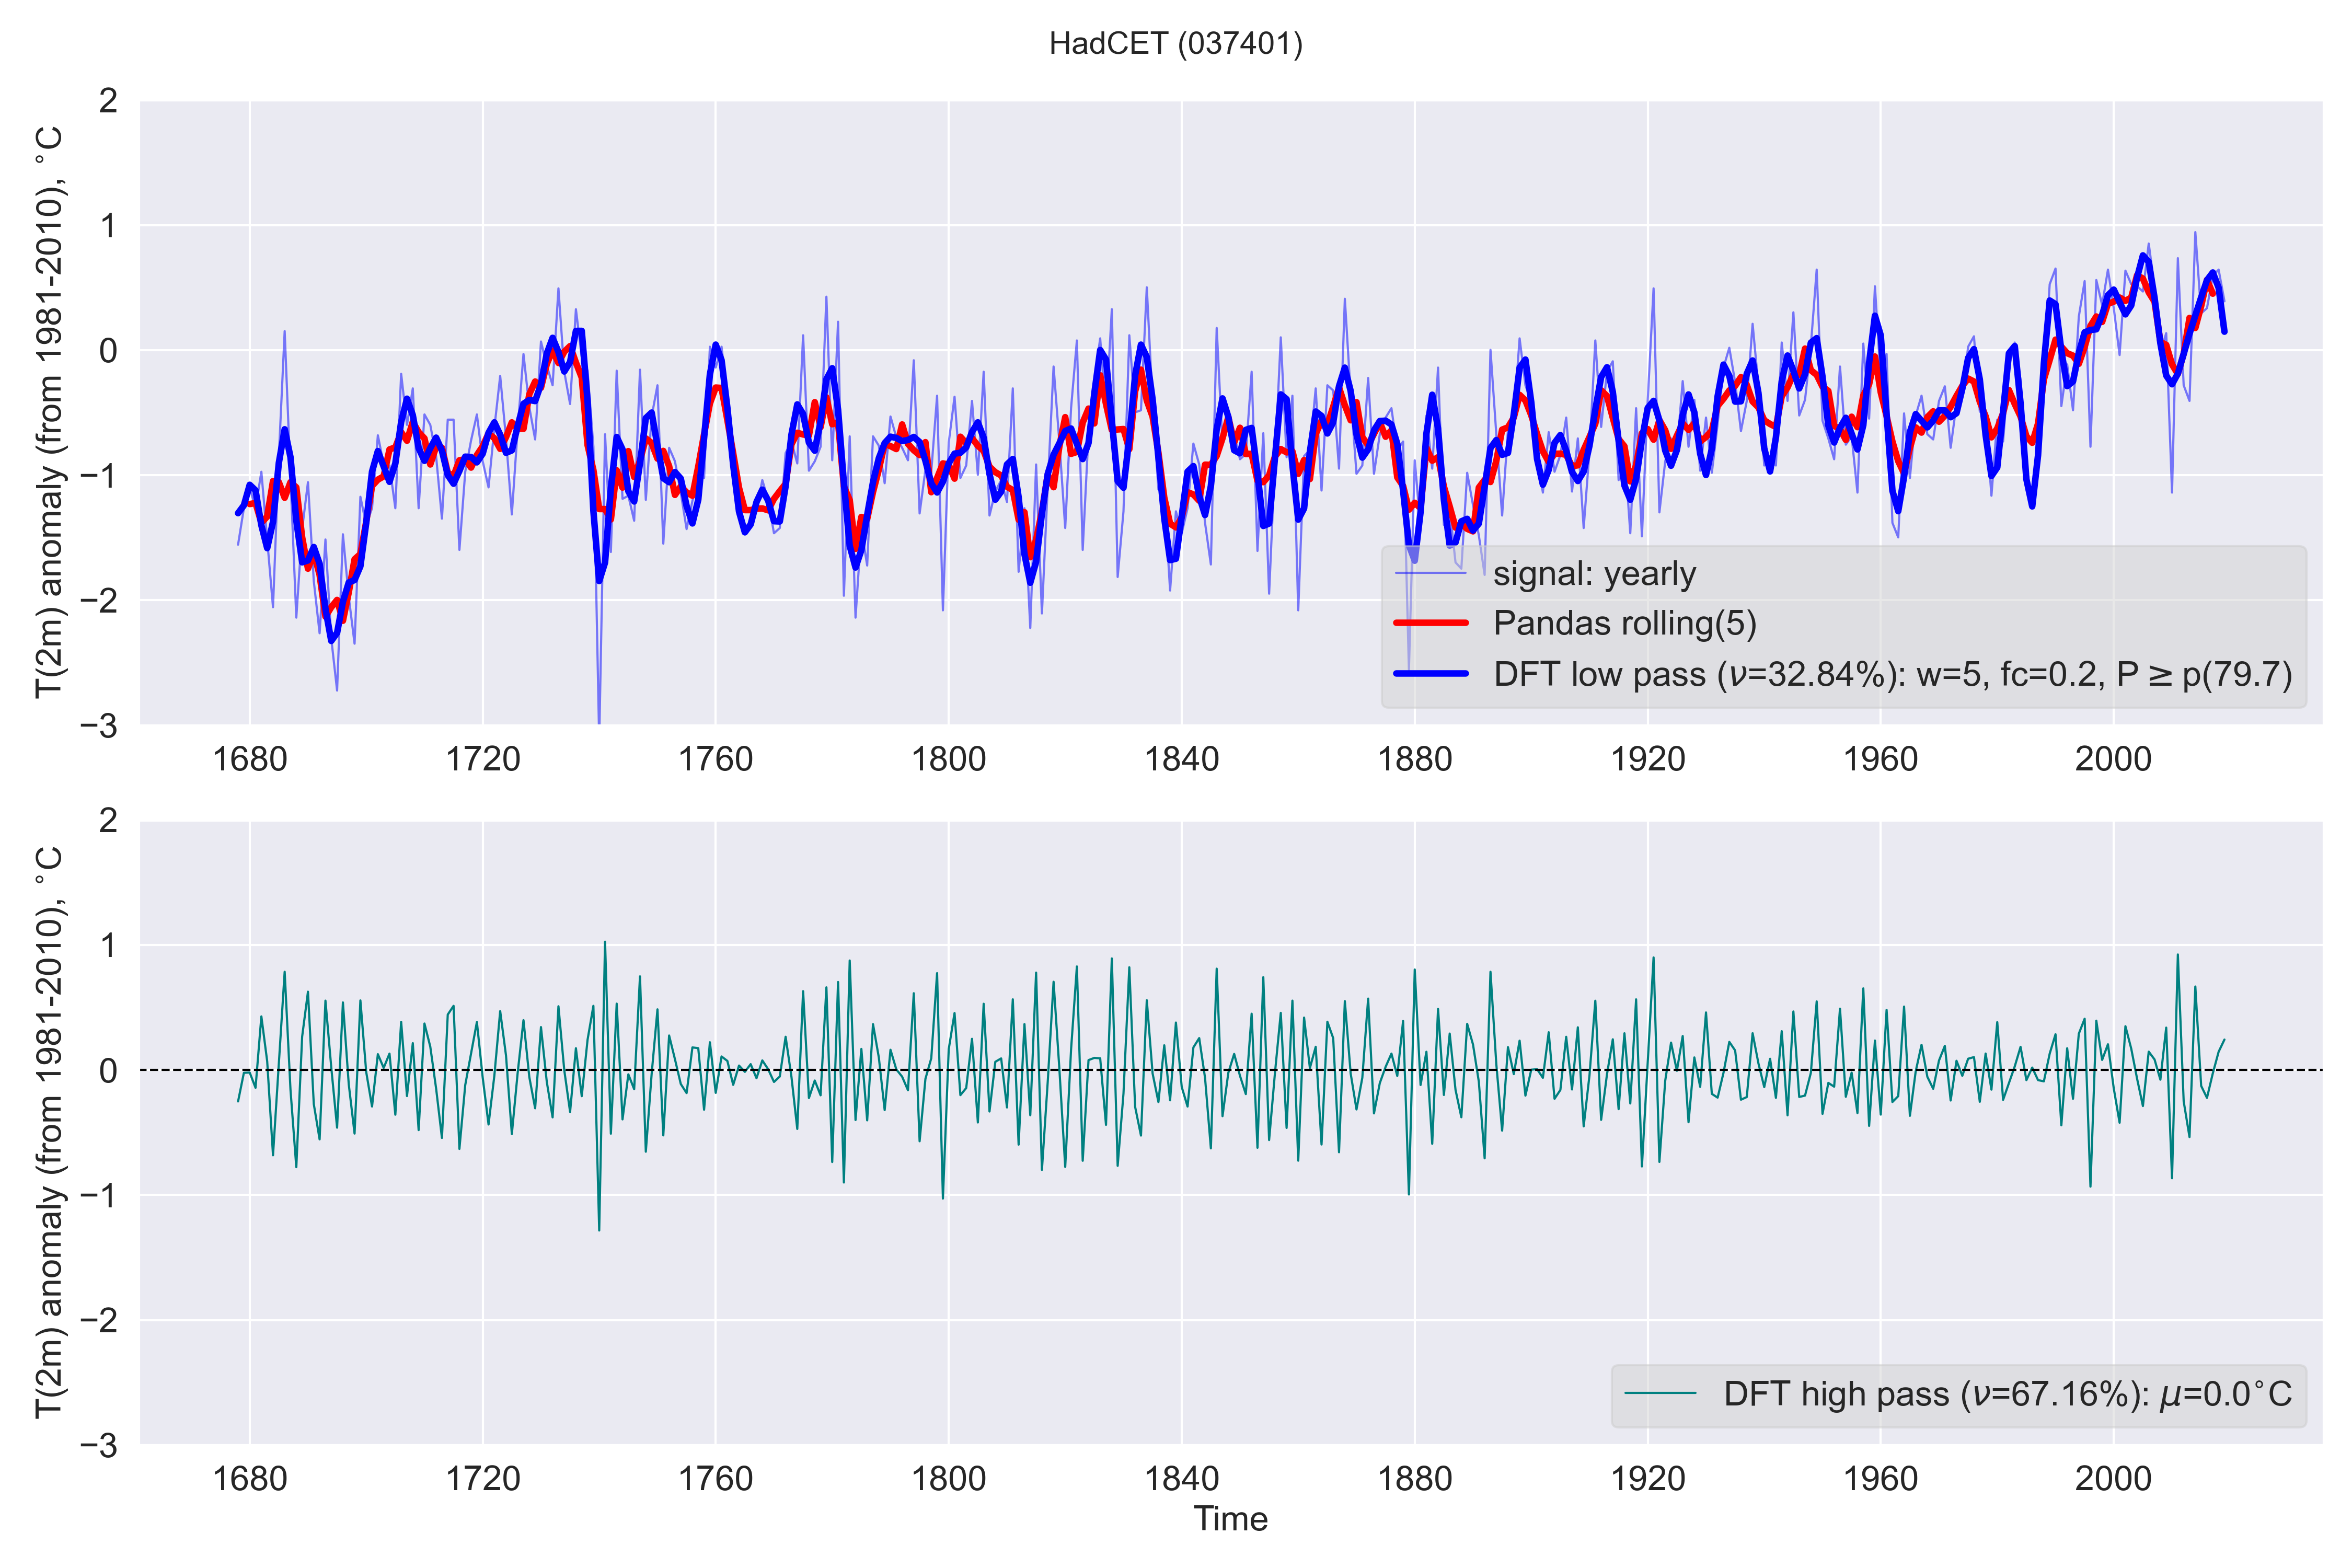 HadCET (037401)
T(2m) anomaly (from 1981-2010), °C
2
1
0
−1
−2
−3
signal: yearly
Pandas rolling(5)
DFT low pass (ν=32.84%): w=5, fc=0.2, P ≥ p(79.7)
1680 1720 1760 1800 1840 1880 1920 1960 2000
T(2m) anomaly (from 1981-2010), °C
2
1
0
−1
−2
−3
DFT high pass (ν=67.16%): μ=0.0°C
1680 1720 1760 1800 1840 1880 1920 1960 2000
Time